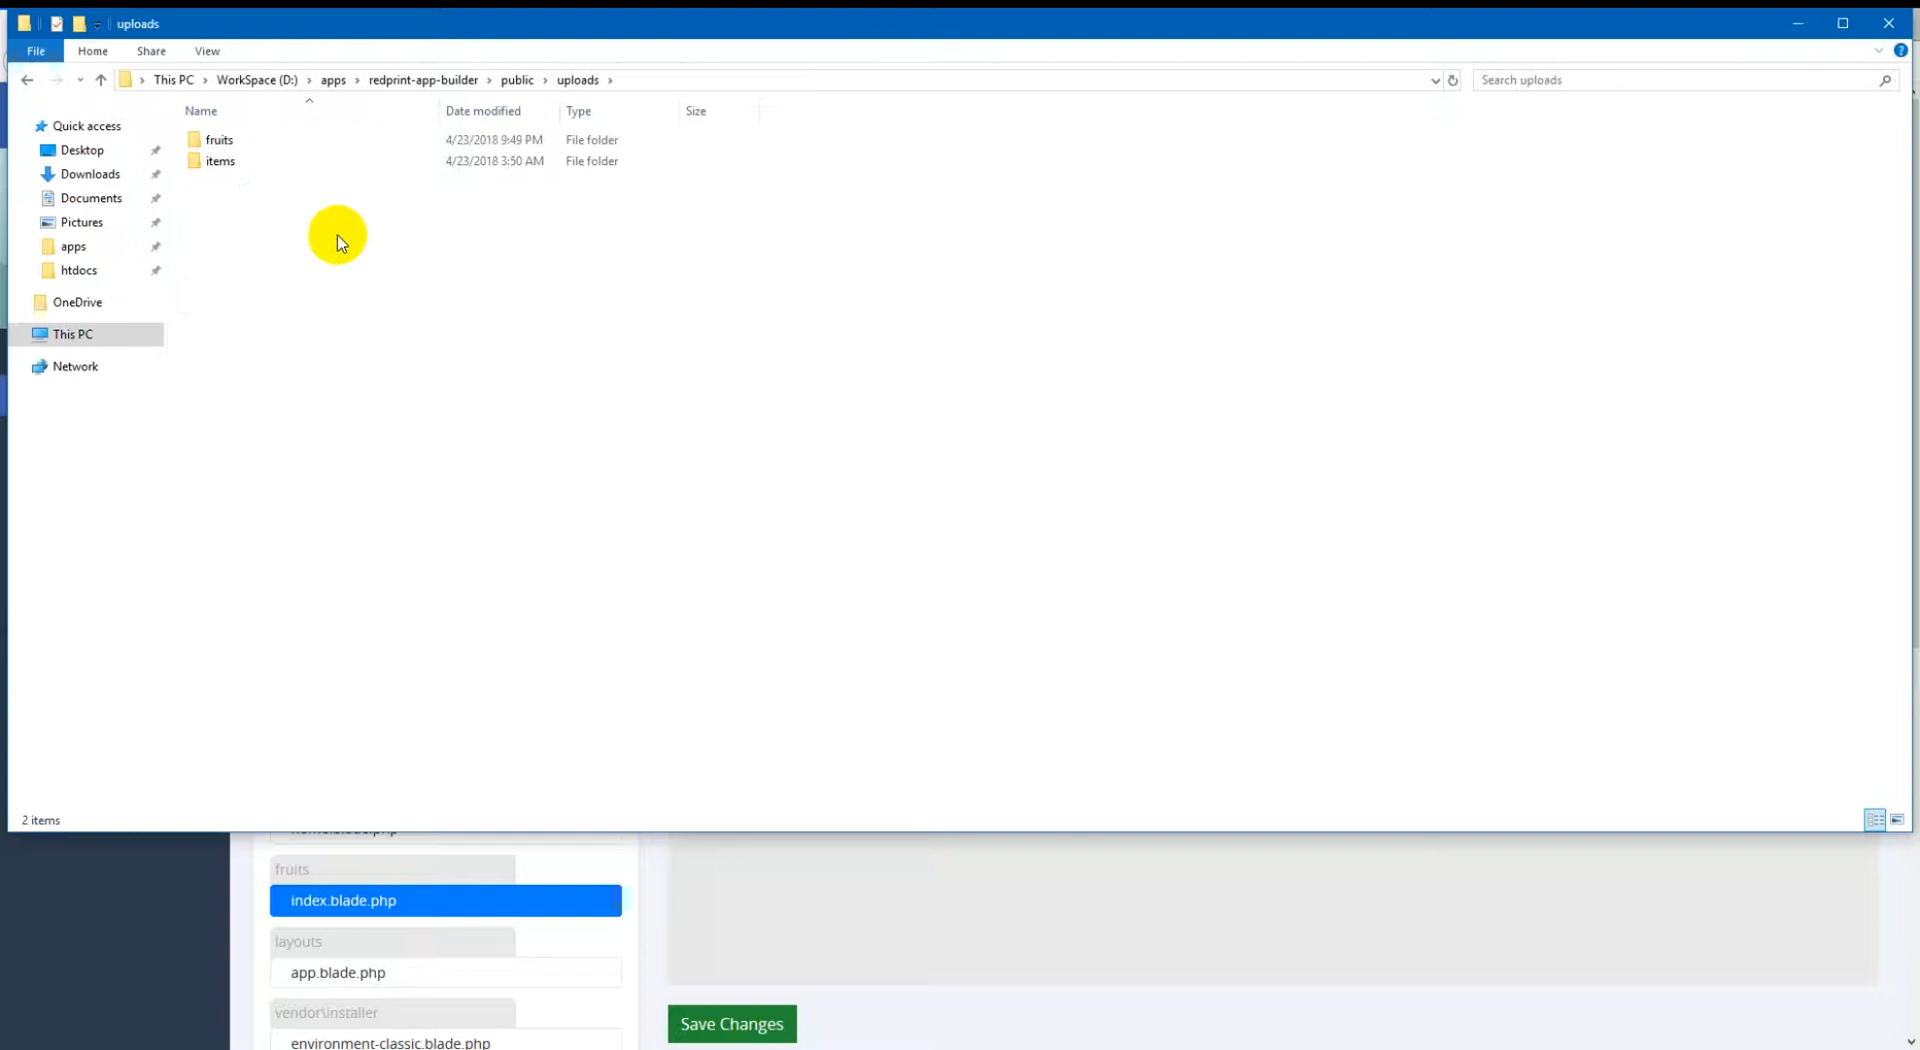 uploads
File Home Share View
This PC WorkSpace (D:) apps redprint-app-builder public uploads Search uploads
Name Date modified Type Size
Quick access
Desktop
Downloads
Documents
Pictures
apps
htdocs
OneDrive
This PC
Network
fruits 4/23/2018 9:49 PM File folder
items 4/23/2018 3:50 AM File folder
2 items
home.blade.php
fruits
index.blade.php
layouts
app.blade.php
vendor\installer
environment-classic.blade.php
Save Changes